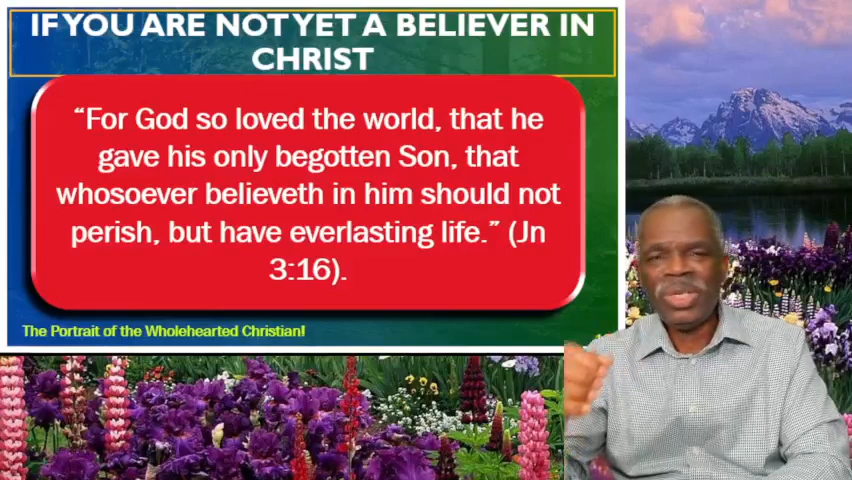 IF YOU ARE NOT YET A BELIEVER IN
CHRIST
“For God so loved the world, that he
gave his only begotten Son, that
whosoever believeth in him should not
perish, but have everlasting life.” (Jn
3:16).
The Portrait of the Wholehearted Christian!